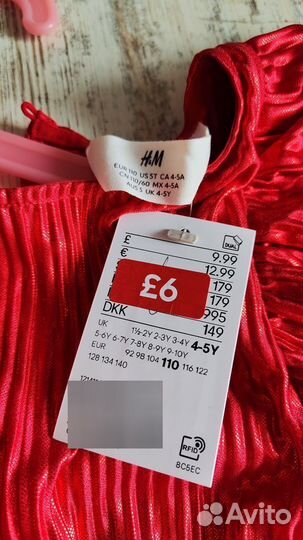 H&M
EUR 110 US 5T CA 4-5A
CN 110/60 MX 4-5A
AUS 5 UK 4-5Y
DUAL
£ 9.99
€ 12.99
179
£6 179
995
DKK 149
UK 1½-2Y 2-3Y 3-4Y 4-5Y
5-6Y 6-7Y 7-8Y 8-9Y 9-10Y
EUR 92 98 104 110 116 122
128 134 140
RFID
8C5EC
Avito